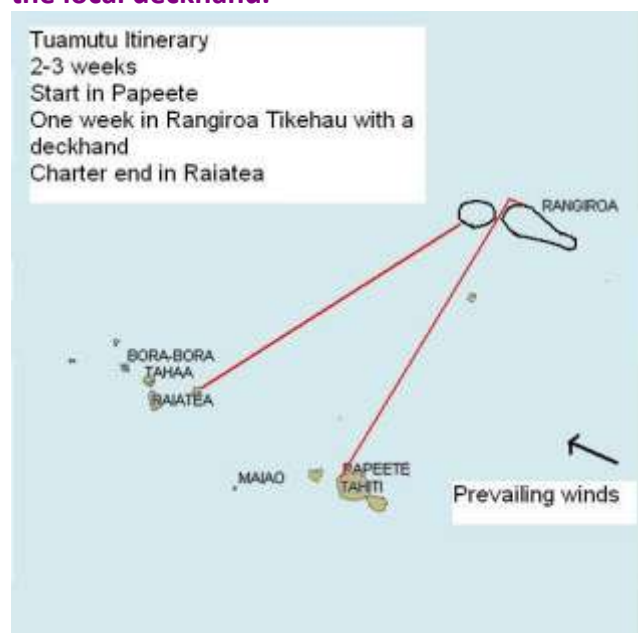 the local deckhand.
Tuamutu Itinerary
2-3 weeks
Start in Papeete
One week in Rangiroa Tikehau with a
deckhand
Charter end in Raiatea
RANGIROA
BORA-BORA
TAHAA
RAIATEA
MAIAO
PAPEETE
TAHITI
Prevailing winds